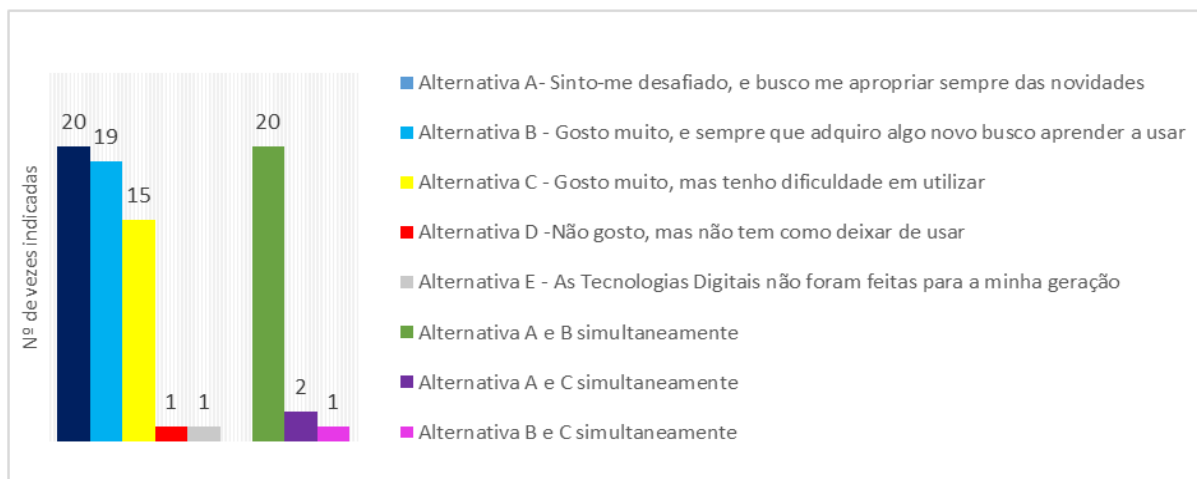 Nº de vezes indicadas
20
19
15
1
1
20
2
1
Alternativa A- Sinto-me desafiado, e busco me apropriar sempre das novidades
Alternativa B - Gosto muito, e sempre que adquiro algo novo busco aprender a usar
Alternativa C - Gosto muito, mas tenho dificuldade em utilizar
Alternativa D -Não gosto, mas não tem como deixar de usar
Alternativa E - As Tecnologias Digitais não foram feitas para a minha geração
Alternativa A e B simultaneamente
Alternativa A e C simultaneamente
Alternativa B e C simultaneamente